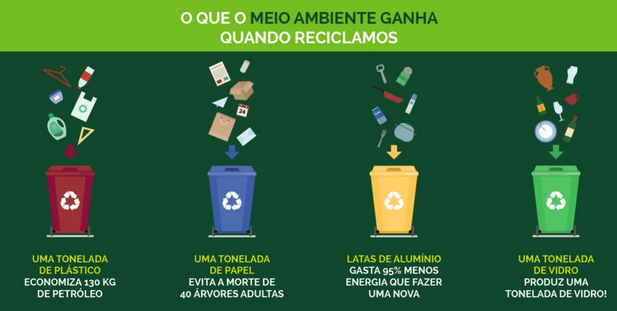 O QUE O MEIO AMBIENTE GANHA
QUANDO RECICLAMOS
24
UMA TONELADA
DE PLÁSTICO
ECONOMIZA 130 KG
DE PETRÓLEO
UMA TONELADA
DE PAPEL
EVITA A MORTE DE
40 ÁRVORES ADULTAS
LATAS DE ALUMÍNIO
GASTA 95% MENOS
ENERGIA QUE FAZER
UMA NOVA
UMA TONELADA
DE VIDRO
PRODUZ UMA
TONELADA DE VIDRO!